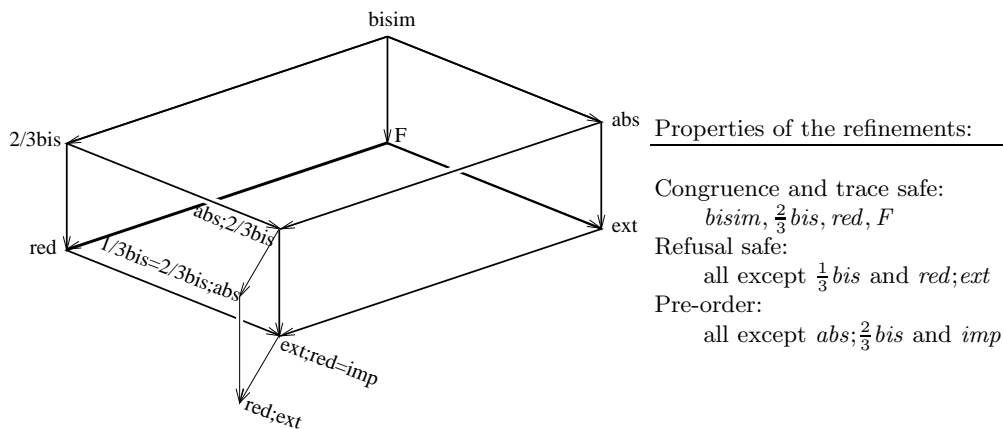 bisim
abs
2/3bis
F
abs;2/3bis
ext
red
1/3bis=2/3bis;abs
ext;red=imp
red;ext
Properties of the refinements:
Congruence and trace safe:
bisim, 2/3 bis, red, F
Refusal safe:
all except 1/3 bis and red;ext
Pre-order:
all except abs; 2/3 bis and imp